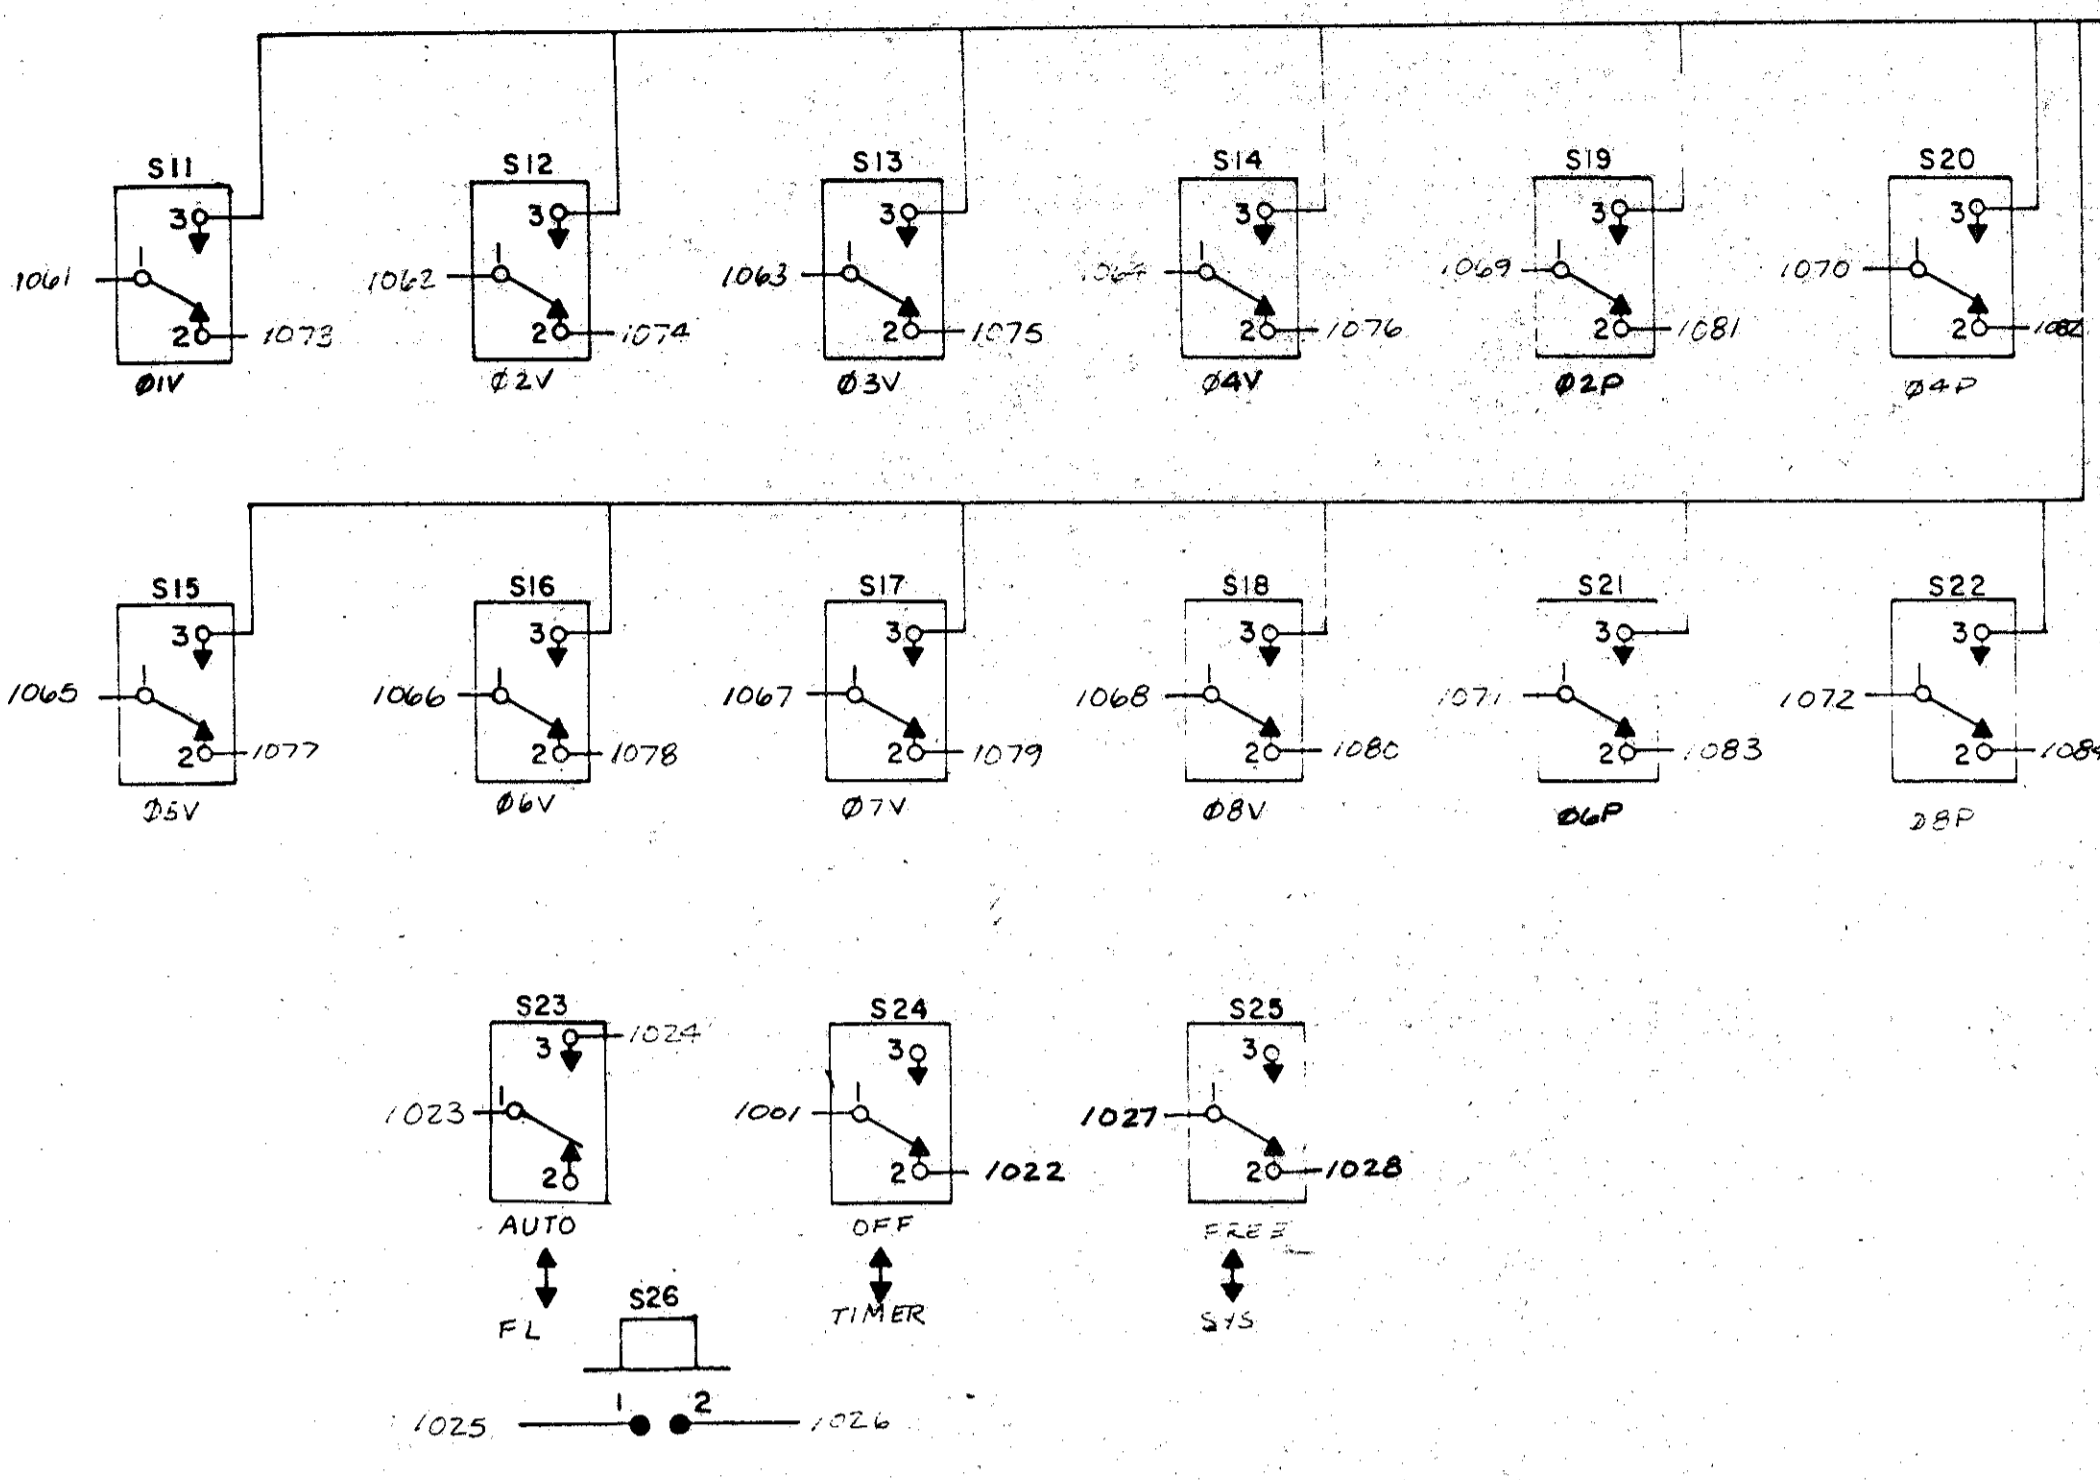 S11 S12 S13 S14 S19 S20
3 3 3 3 3 3
1 1 1 1 1 1
1061 1062 1063 1064 1069 1070
2 1073 2 1074 2 1075 2 1076 2 1081 2 1082
Ø1V Ø2V Ø3V Ø4V Ø2P Ø4P
S15 S16 S17 S18 S21 S22
3 3 3 3 3 3
1 1 1 1 1 1
1065 1066 1067 1068 1071 1072
2 1077 2 1078 2 1079 2 1080 2 1083 2 1084
Ø5V Ø6V Ø7V Ø8V Ø6P Ø8P
S23 S24 S25
3 1024 3 3
1 1 1
1023 1001 1027
2 2 1022 2 1028
AUTO OFF FREE
FL TIMER SYS
S26
1 2
1025 1026